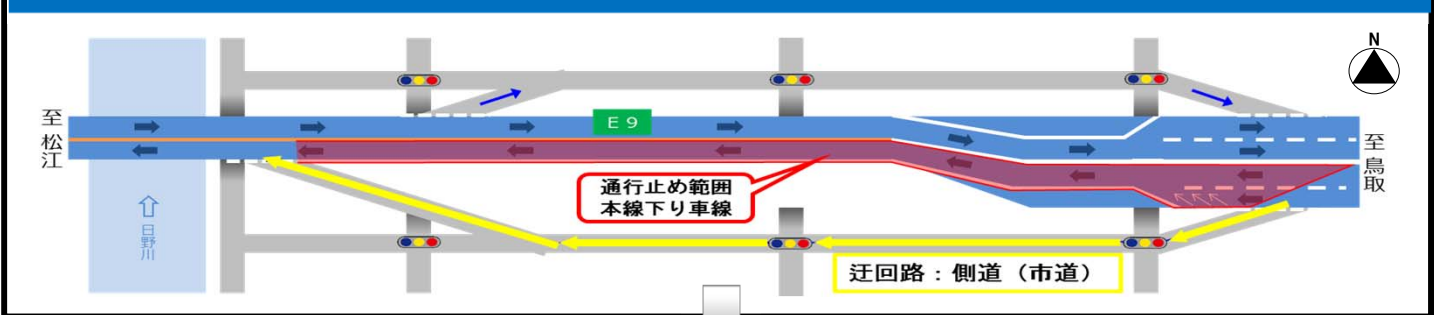 N
至松江
E9
至鳥取
通行止め範囲
本線下り車線
日野川
迂回路：側道（市道）